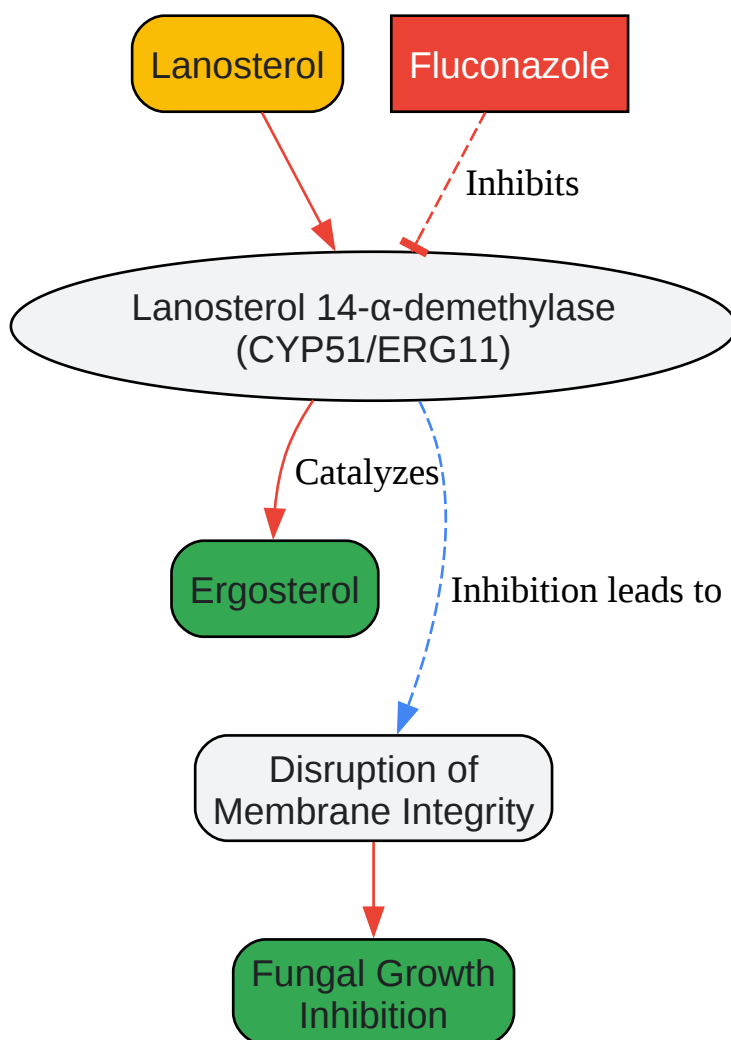 Lanosterol
Fluconazole
Inhibits
Lanosterol 14-α-demethylase
(CYP51/ERG11)
Catalyzes
Ergosterol
Inhibition leads to
Disruption of
Membrane Integrity
Fungal Growth
Inhibition